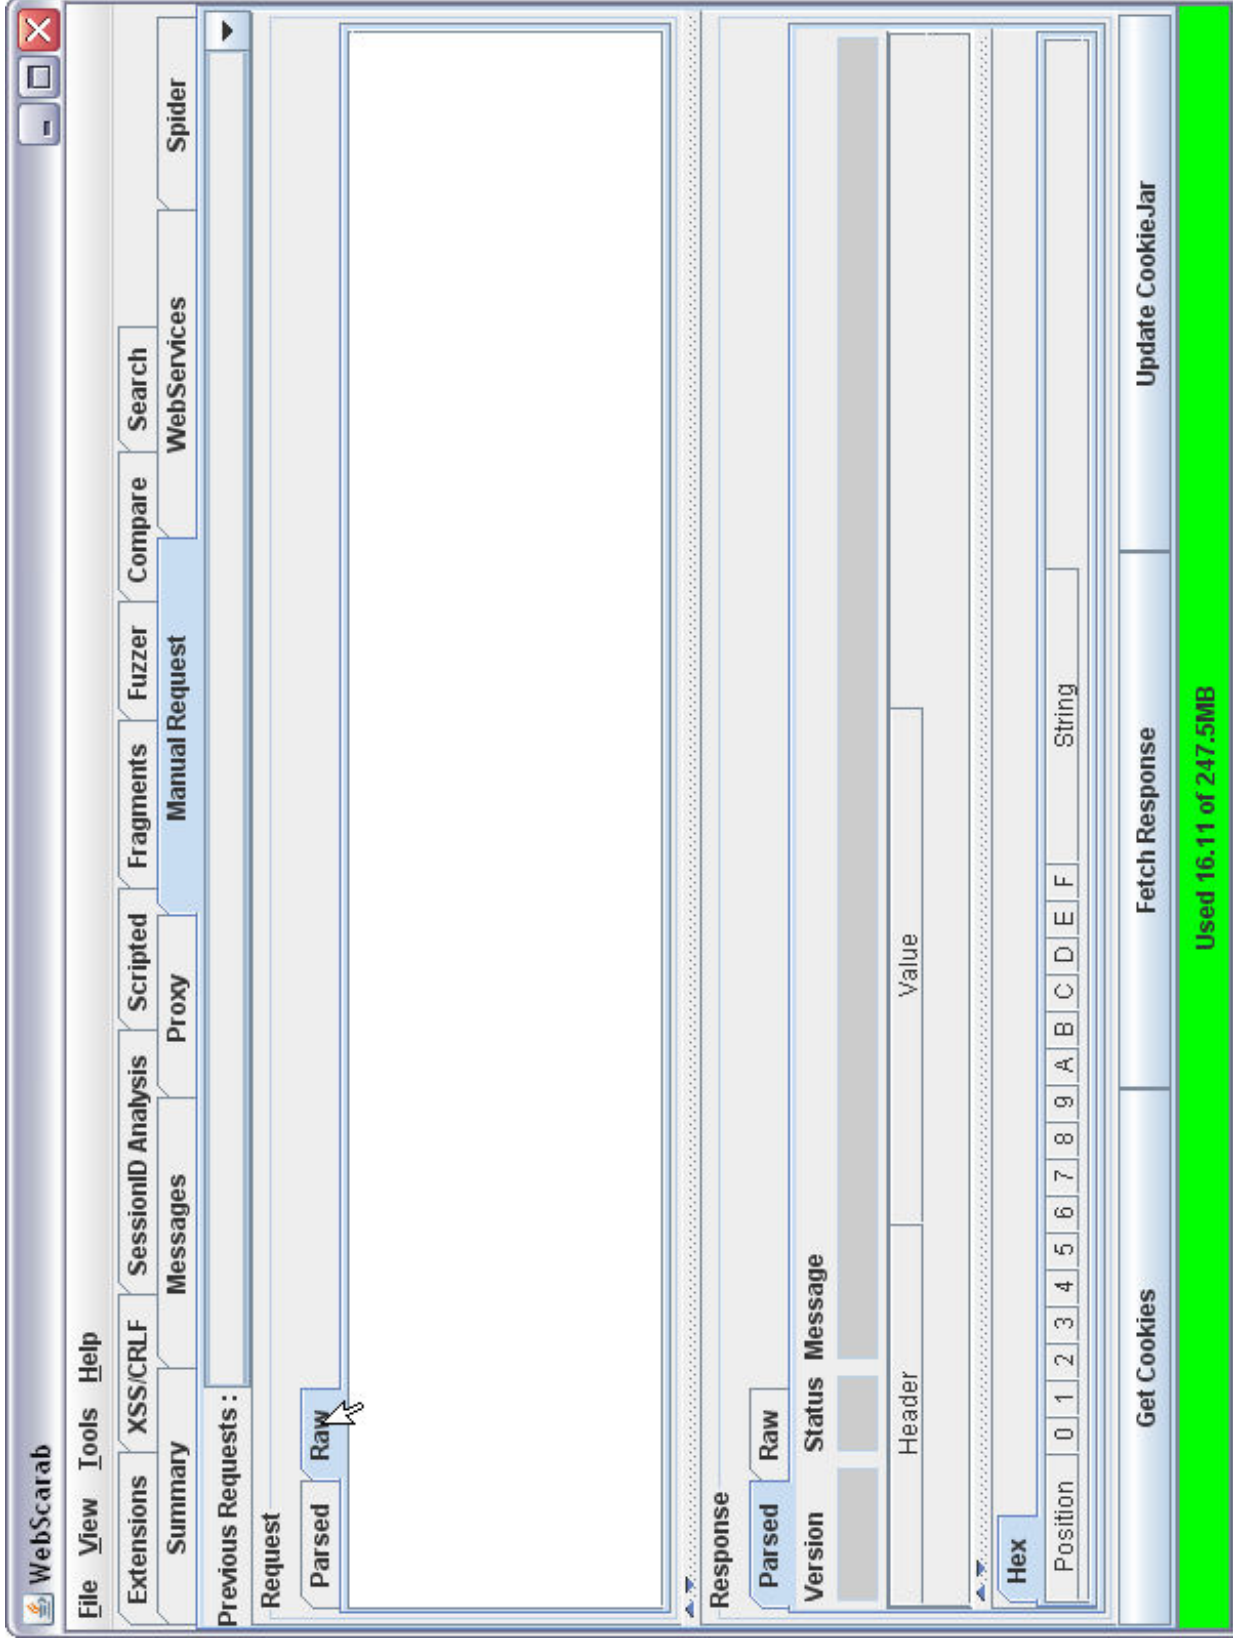 WebScarab
File View Tools Help
Extensions XSS/CRLF SessionID Analysis Scripted Fragments Fuzzer Compare Search
Summary Messages Proxy Manual Request WebServices Spider
Previous Requests :
Request
Parsed Raw
Response
Parsed Raw
Version Status Message
Header Value
Hex
Position 0 1 2 3 4 5 6 7 8 9 A B C D E F String
Get Cookies Fetch Response Update CookieJar
Used 16.11 of 247.5MB